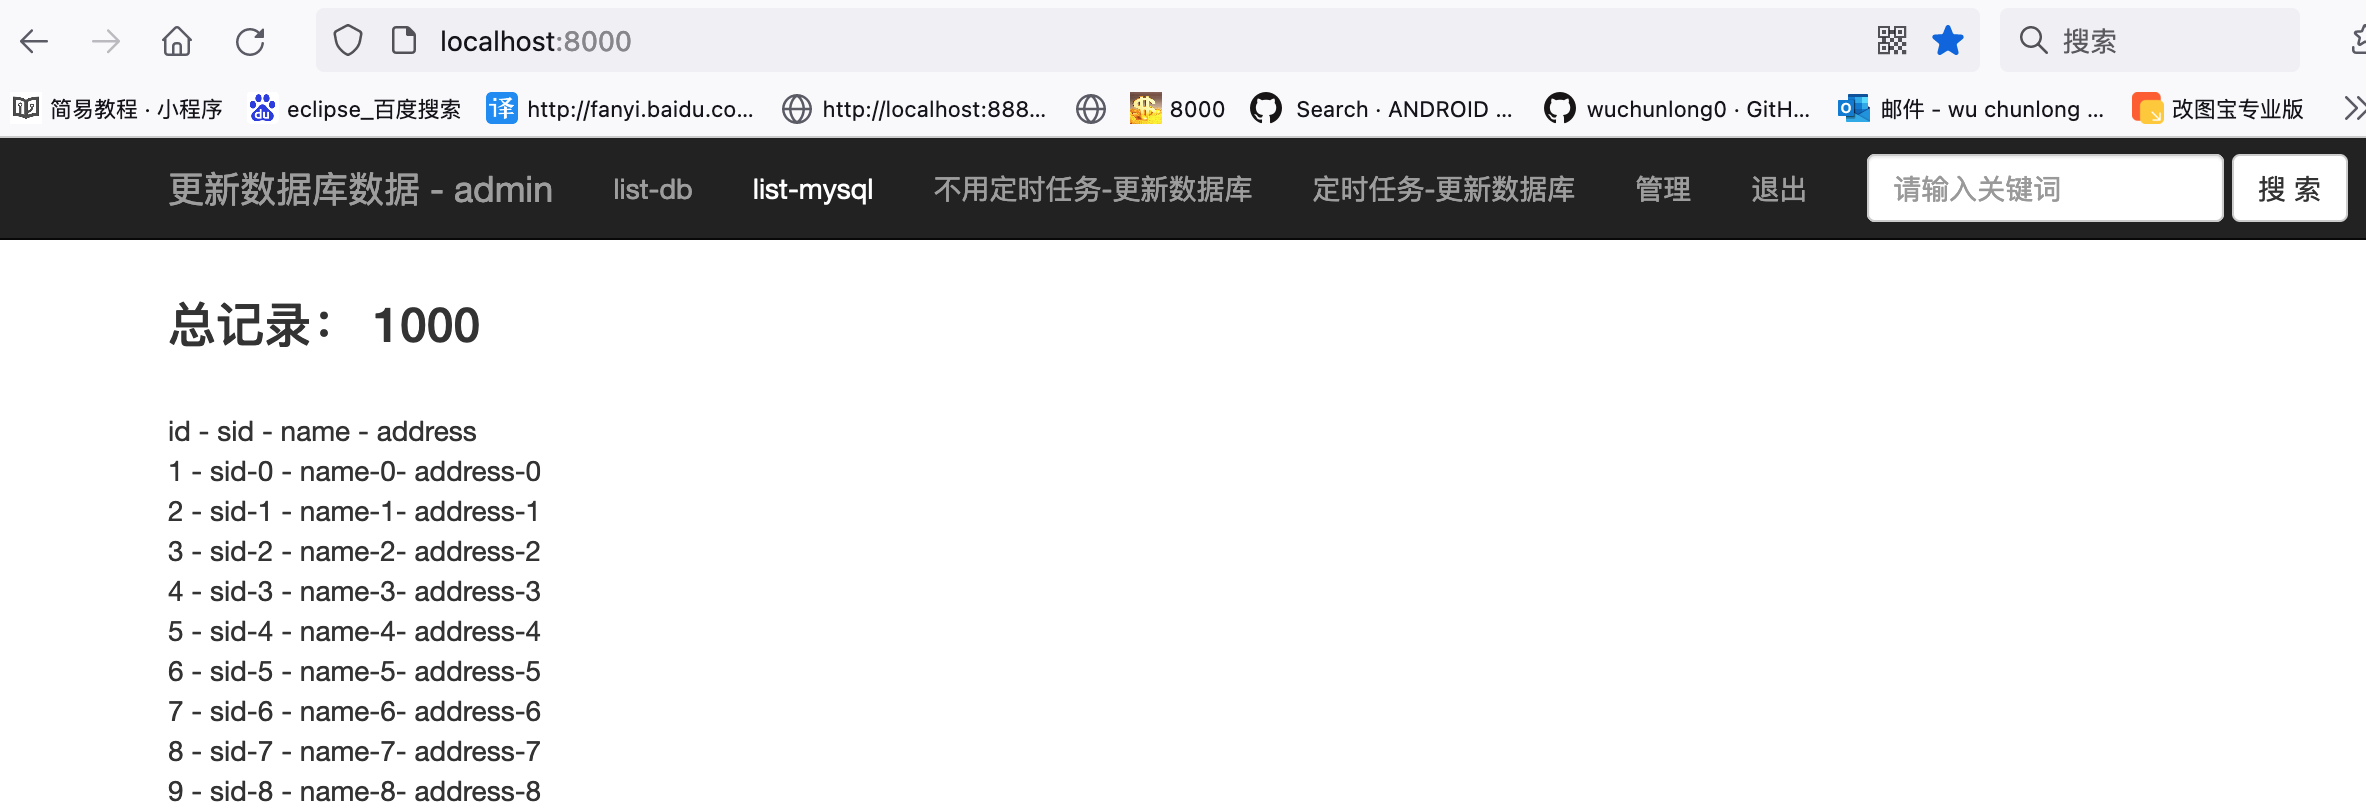 localhost:8000 搜索
简易教程 · 小程序 eclipse_百度搜索 译 http://fanyi.baidu.co... http://localhost:888... 8000 Search · ANDROID ... wuchunlong0 · GitH... 邮件 - wu chunlong ... 改图宝专业版
更新数据库数据 - admin list-db list-mysql 不用定时任务-更新数据库 定时任务-更新数据库 管理 退出 请输入关键词 搜 索
总记录： 1000
id - sid - name - address
1 - sid-0 - name-0- address-0
2 - sid-1 - name-1- address-1
3 - sid-2 - name-2- address-2
4 - sid-3 - name-3- address-3
5 - sid-4 - name-4- address-4
6 - sid-5 - name-5- address-5
7 - sid-6 - name-6- address-6
8 - sid-7 - name-7- address-7
9 - sid-8 - name-8- address-8